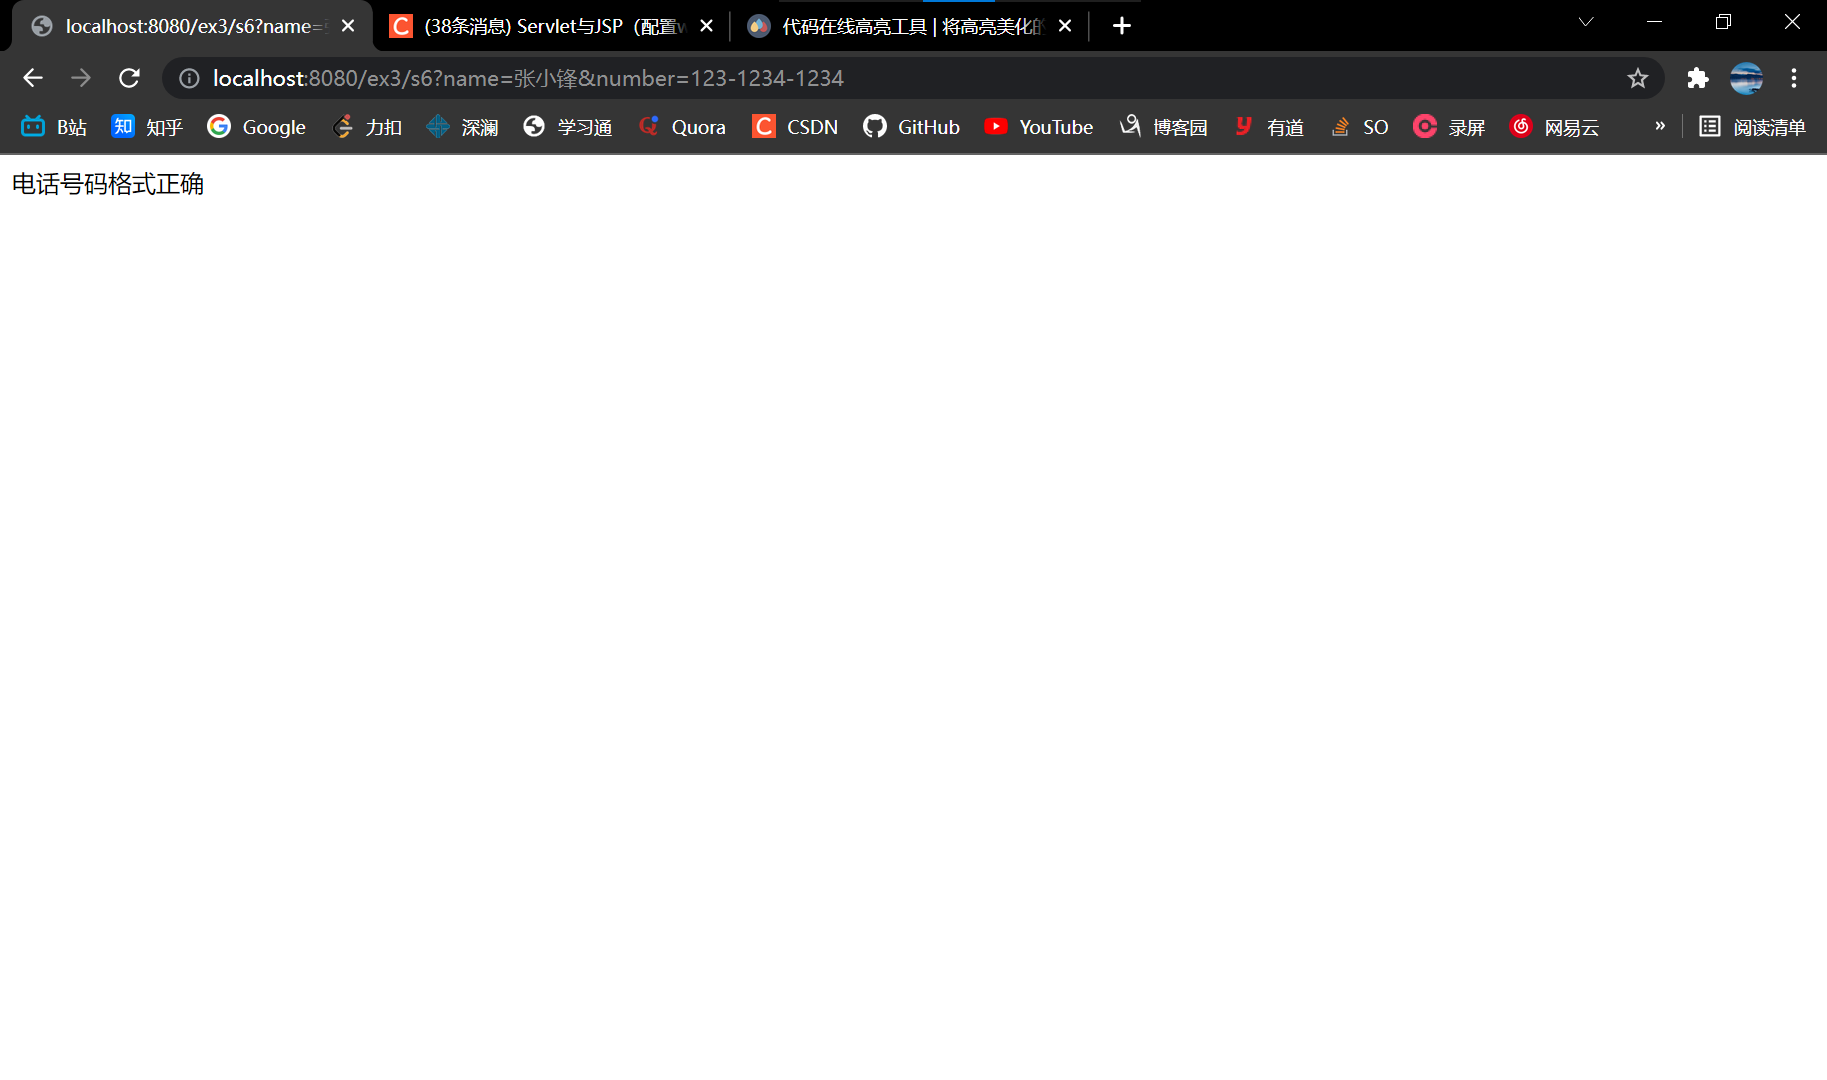 localhost:8080/ex3/s6?name=
(38条消息) Servlet与JSP（配置w
代码在线高亮工具 | 将高亮美化的
localhost:8080/ex3/s6?name=张小锋&number=123-1234-1234
B站 知 知乎 Google 力扣 深澜 学习通 Quora CSDN GitHub YouTube 博客园 有道 SO 录屏 网易云 » 阅读清单
电话号码格式正确